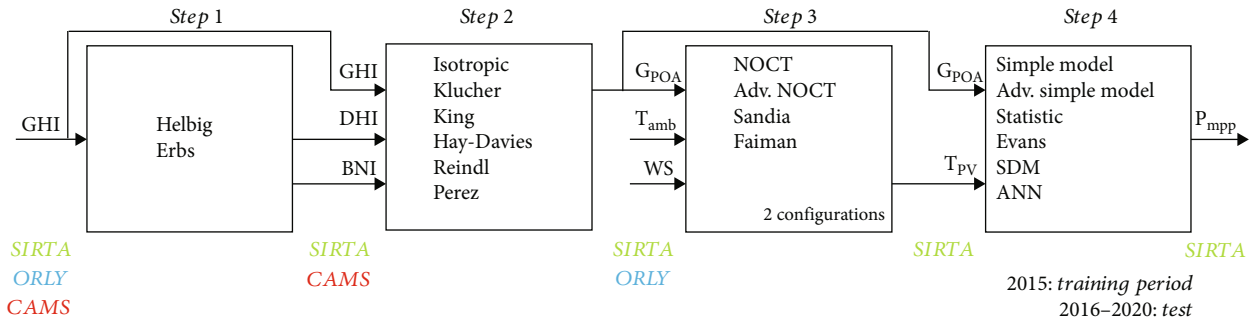 Step 1
Step 2
Step 3
Step 4
GHI
Helbig
Erbs
GHI
DHI
BNI
Isotropic
Klucher
King
Hay-Davies
Reindl
Perez
GPOA
Tamb
WS
NOCT
Adv. NOCT
Sandia
Faiman
2 configurations
GPOA
TPV
Simple model
Adv. simple model
Statistic
Evans
SDM
ANN
Pmpp
SIRTA
ORLY
CAMS
SIRTA
CAMS
SIRTA
ORLY
SIRTA
SIRTA
2015: training period
2016–2020: test